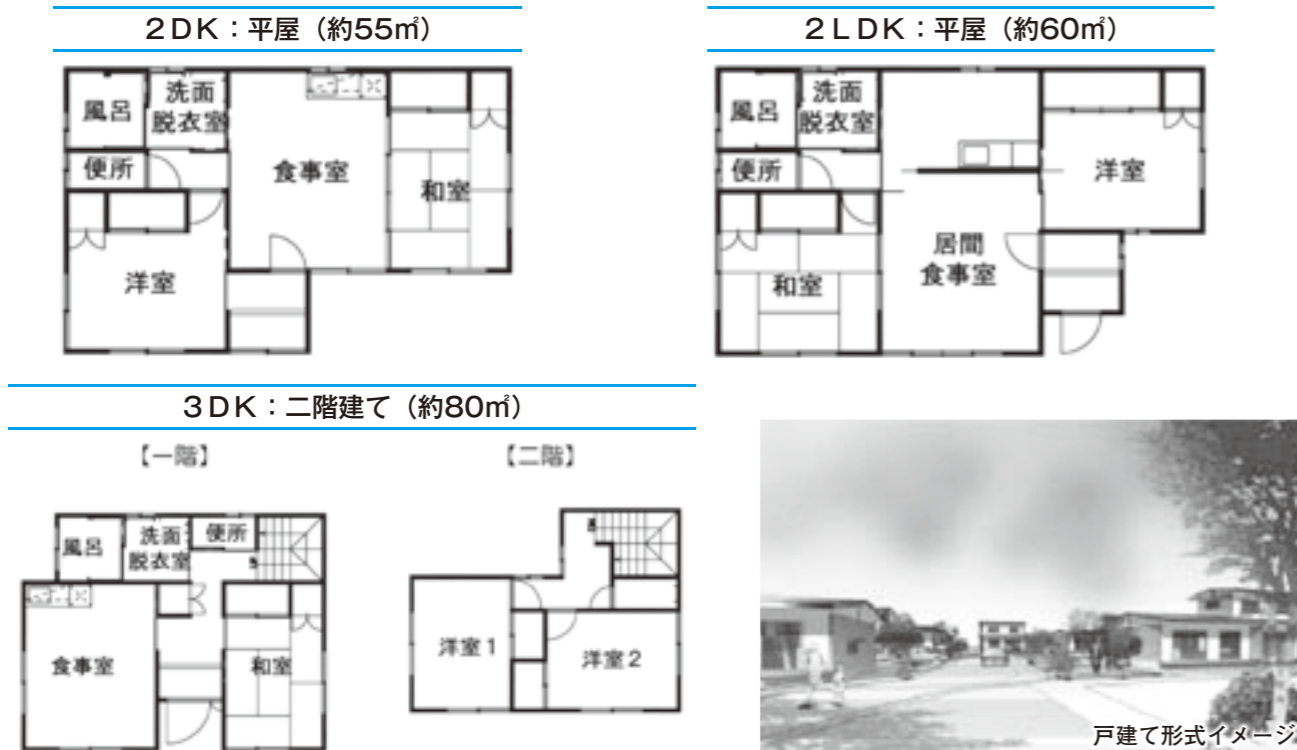 2DK：平屋（約55㎡）
風呂
洗面
脱衣室
便所
食事室
和室
洋室
2LDK：平屋（約60㎡）
風呂
洗面
脱衣室
便所
洋室
居間
食事室
和室
3DK：二階建て（約80㎡）
【一階】
風呂
洗面
脱衣室
便所
食事室
和室
【二階】
洋室1
洋室2
戸建て形式イメージ